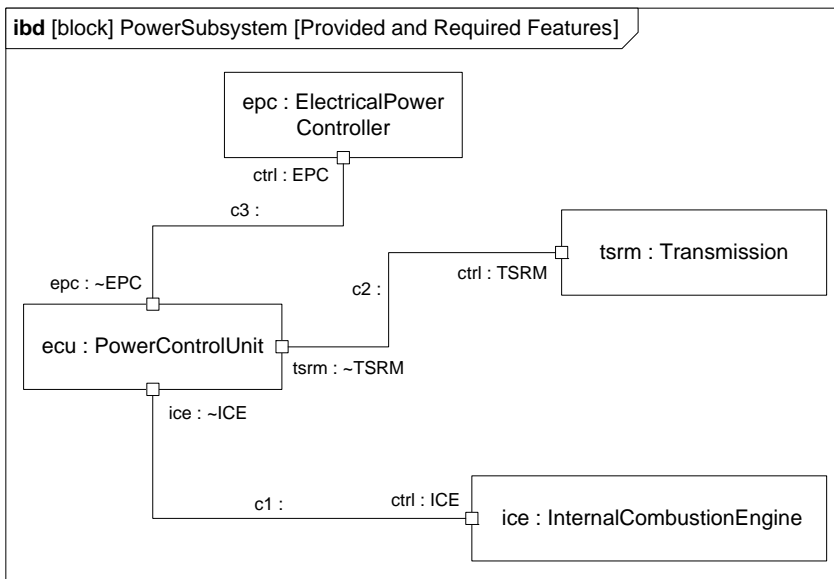 ibd [block] PowerSubsystem [Provided and Required Features]
epc : ElectricalPower
Controller
ctrl : EPC
c3 :
tsrm : Transmission
ctrl : TSRM
epc : ~EPC
c2 :
ecu : PowerControlUnit
tsrm : ~TSRM
ice : ~ICE
c1 :
ctrl : ICE
ice : InternalCombustionEngine